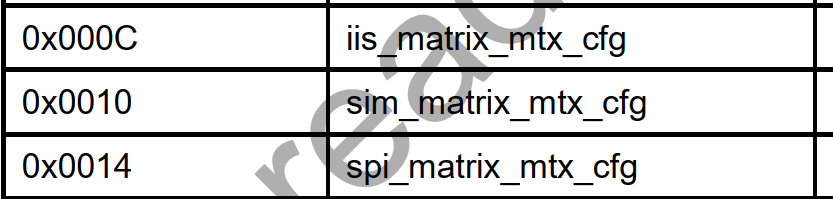 0x000C iis_matrix_mtx_cfg
0x0010 sim_matrix_mtx_cfg
0x0014 spi_matrix_mtx_cfg